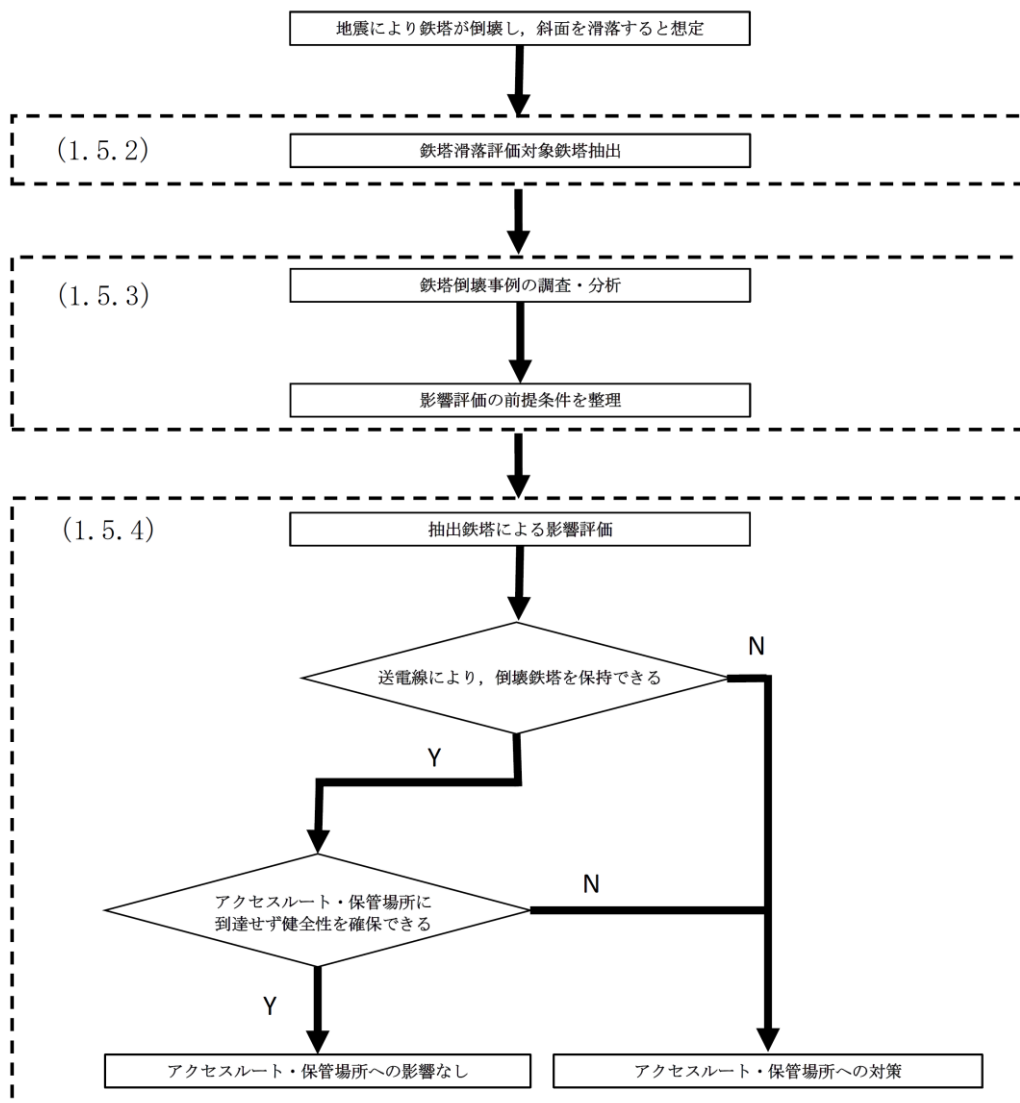 地震により鉄塔が倒壊し，斜面を滑落すると想定
(1.5.2)
鉄塔滑落評価対象鉄塔抽出
(1.5.3)
鉄塔倒壊事例の調査・分析
影響評価の前提条件を整理
(1.5.4)
抽出鉄塔による影響評価
送電線により，倒壊鉄塔を保持できる
N
Y
アクセスルート・保管場所に
到達せず健全性を確保できる
N
Y
アクセスルート・保管場所への影響なし
アクセスルート・保管場所への対策